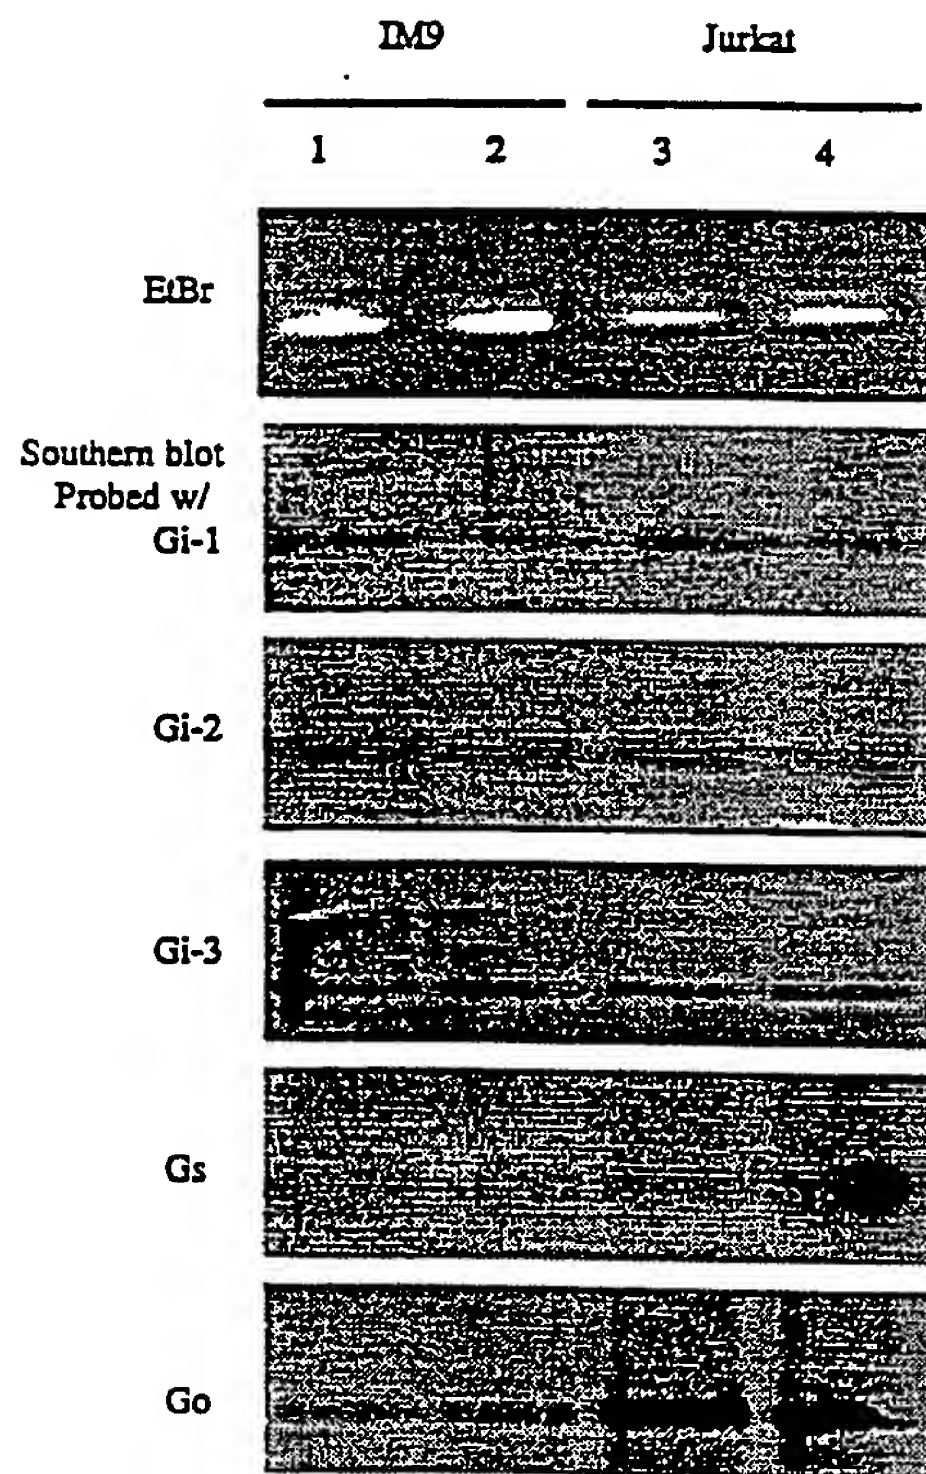 IM9 Jurkat
1 2 3 4
EtBr
Southern blot
Probed w/
Gi-1
Gi-2
Gi-3
Gs
Go